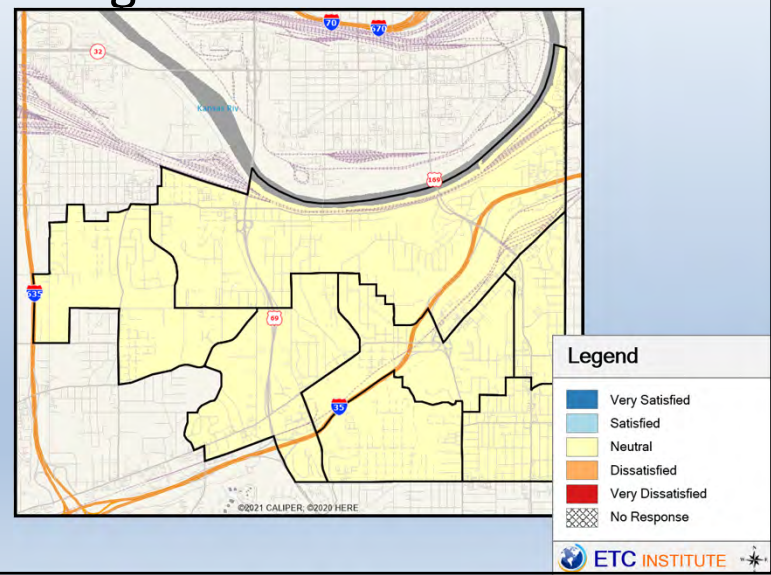 70
670
32
Kansas Riv
169
635
69
35
©2021 CALIPER; ©2020 HERE
Legend
Very Satisfied
Satisfied
Neutral
Dissatisfied
Very Dissatisfied
No Response
ETC INSTITUTE